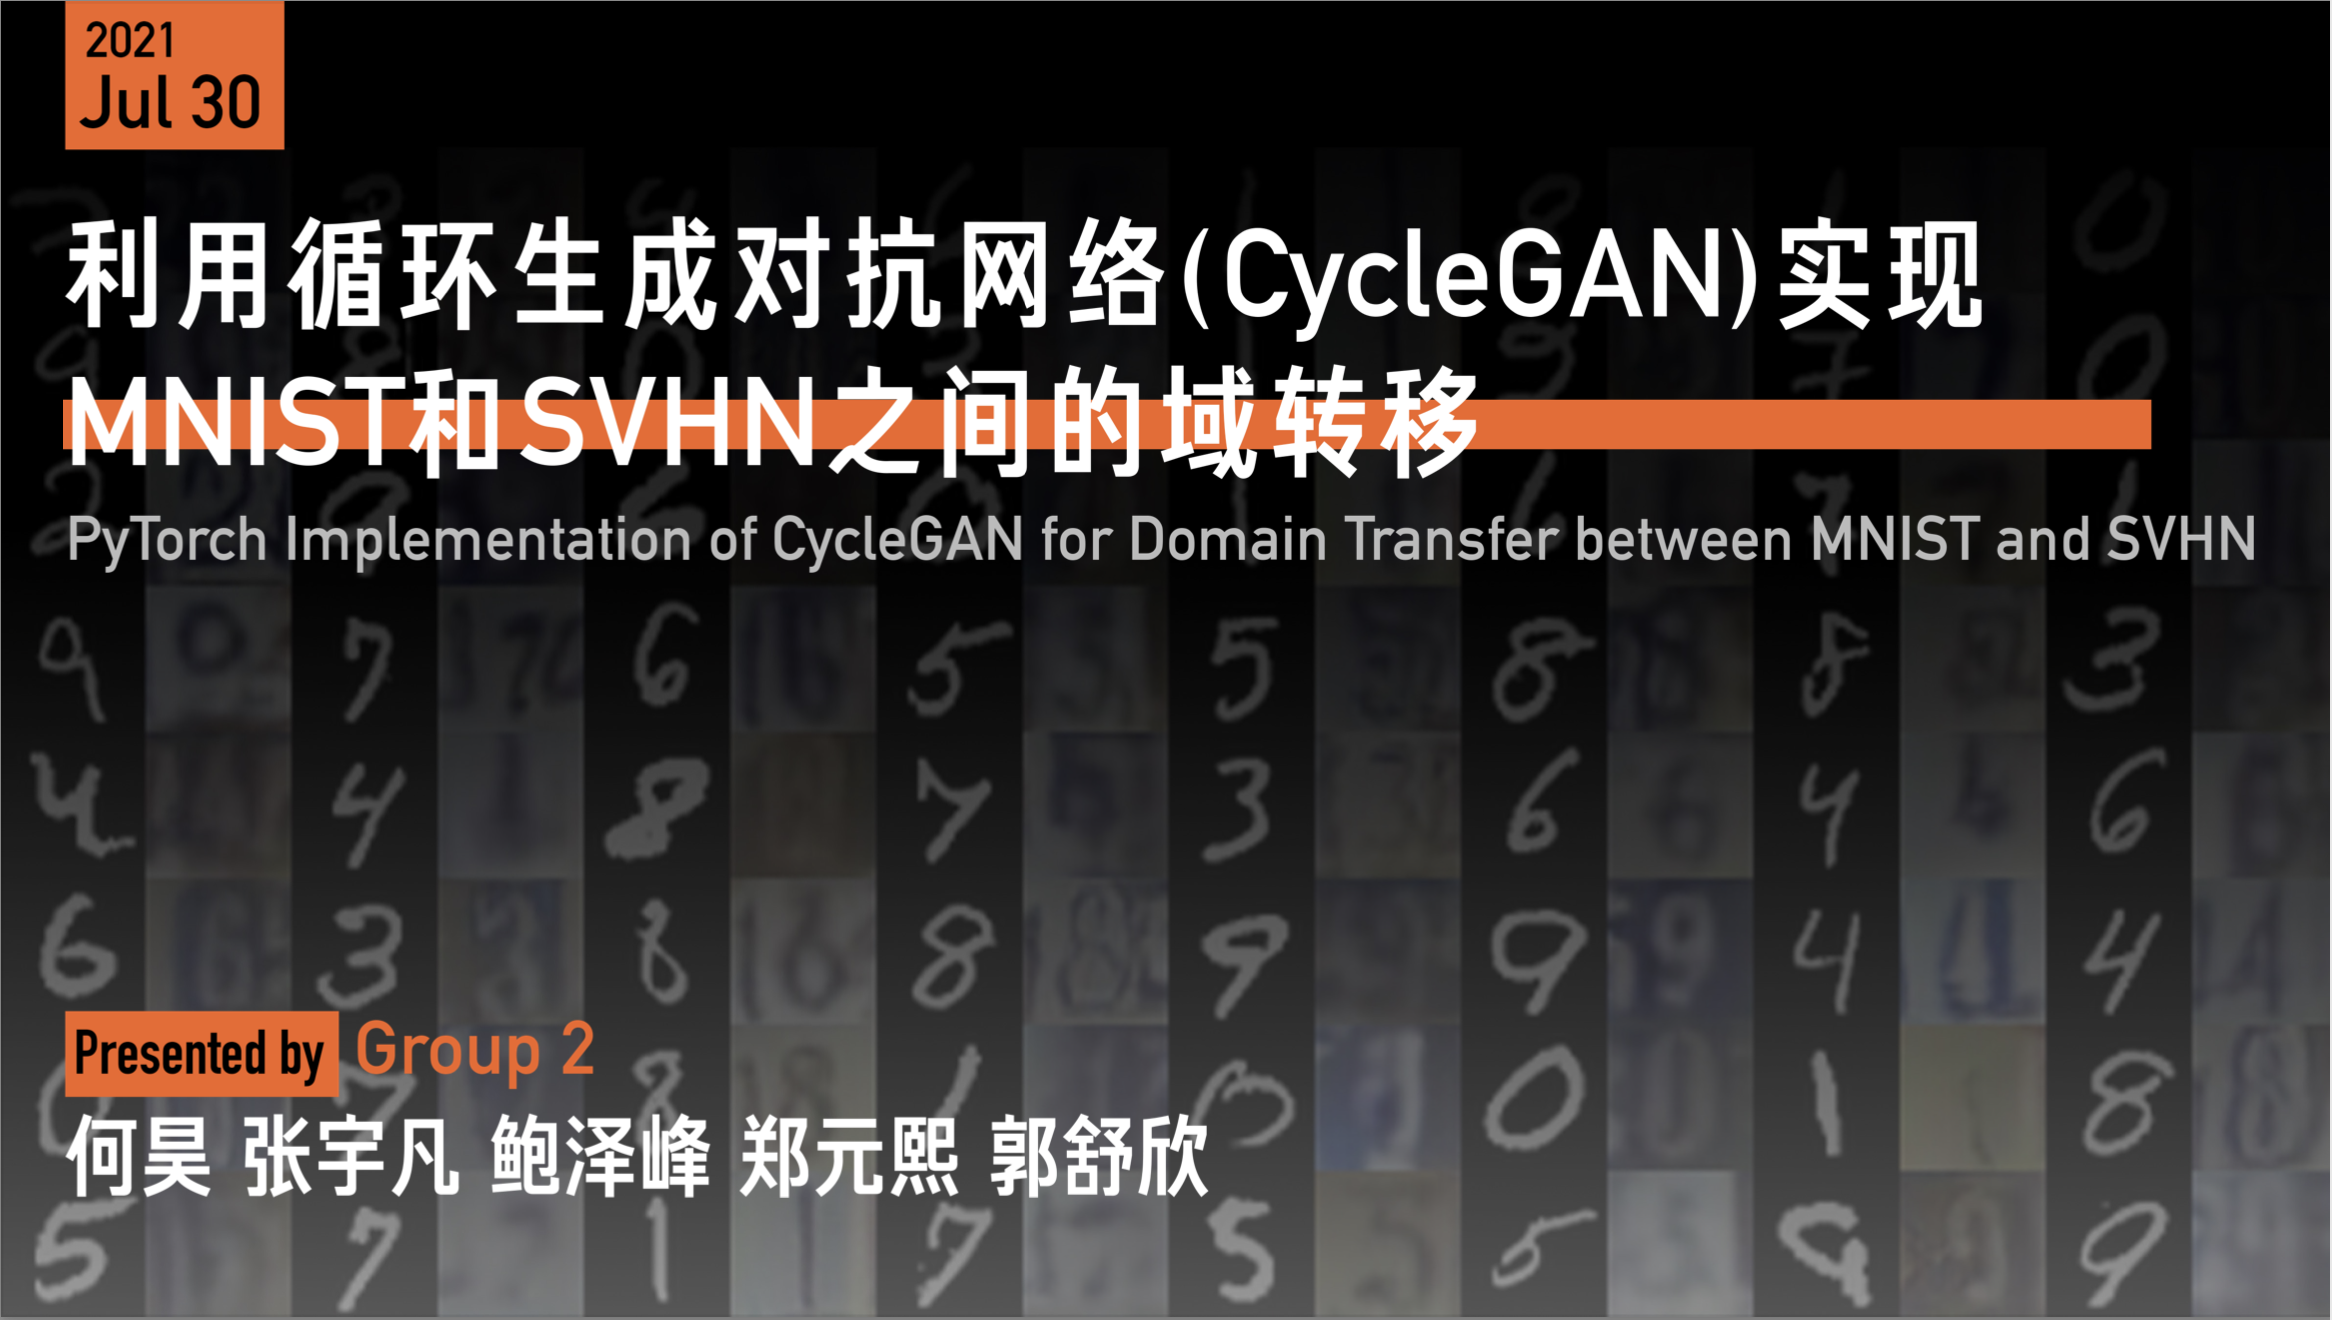 2021
Jul 30
利用循环生成对抗网络(CycleGAN)实现
MNIST和SVHN之间的域转移
PyTorch Implementation of CycleGAN for Domain Transfer between MNIST and SVHN
Presented by Group 2
何昊 张宇凡 鲍泽峰 郑元熙 郭舒欣